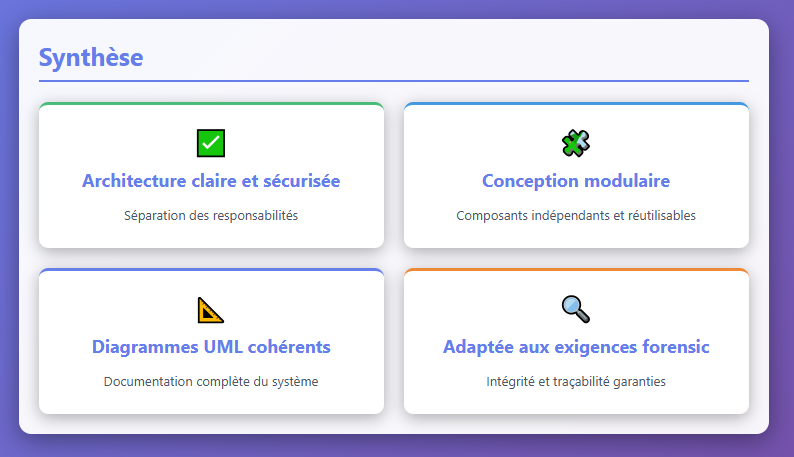 Synthèse
Architecture claire et sécurisée
Séparation des responsabilités
Conception modulaire
Composants indépendants et réutilisables
Diagrammes UML cohérents
Documentation complète du système
Adaptée aux exigences forensic
Intégrité et traçabilité garanties